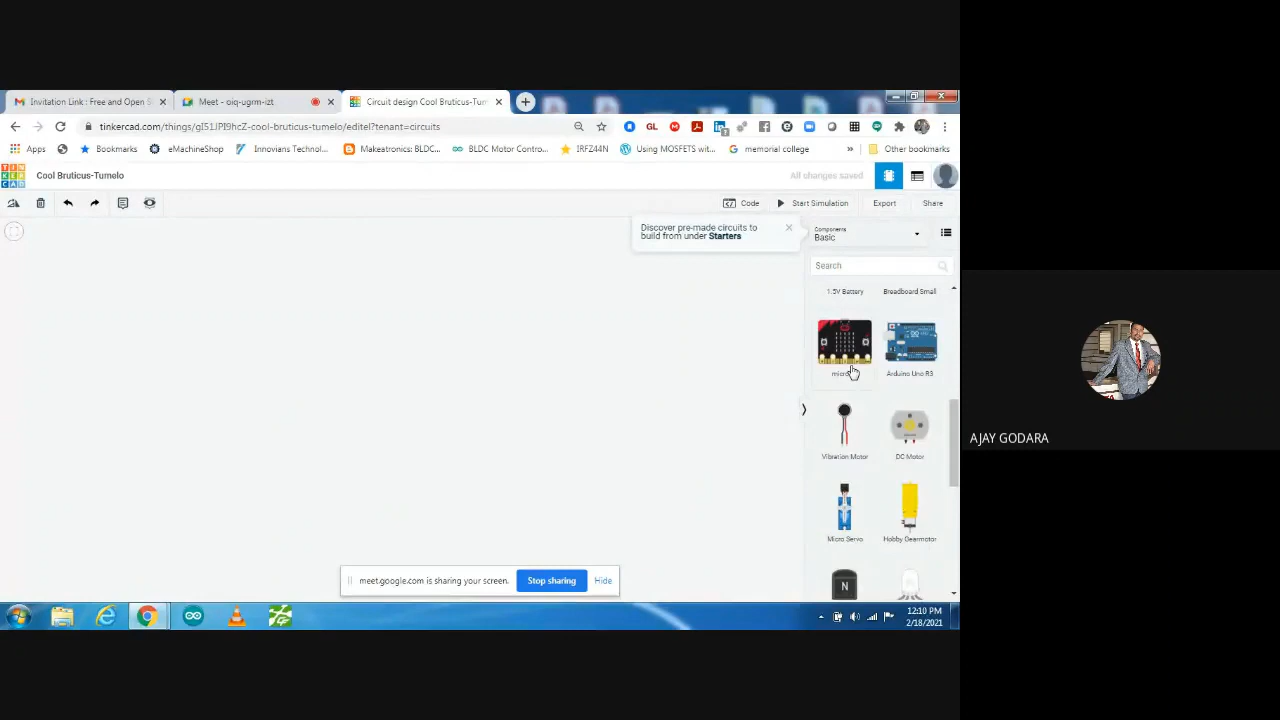 Invitation Link : Free and Open S
Meet - oiq-ugrm-izt
Circuit design Cool Bruticus-Tum
tinkercad.com/things/gI51JPI9hcZ-cool-bruticus-tumelo/editel?tenant=circuits
Apps
Bookmarks
eMachineShop
Innovians Technol...
Makeatronics: BLDC...
BLDC Motor Contro...
IRFZ44N
Using MOSFETS wit...
memorial college
»
Other bookmarks
Cool Bruticus-Tumelo
All changes saved
Code
Start Simulation
Export
Share
Discover pre-made circuits to
build from under Starters
Components
Basic
Search
1.5V Battery
Breadboard Small
Arduino Uno R3
Vibration Motor
DC Motor
Micro Servo
Hobby Gearmotor
N
meet.google.com is sharing your screen.
Stop sharing
Hide
12:10 PM
2/18/2021
AJAY GODARA